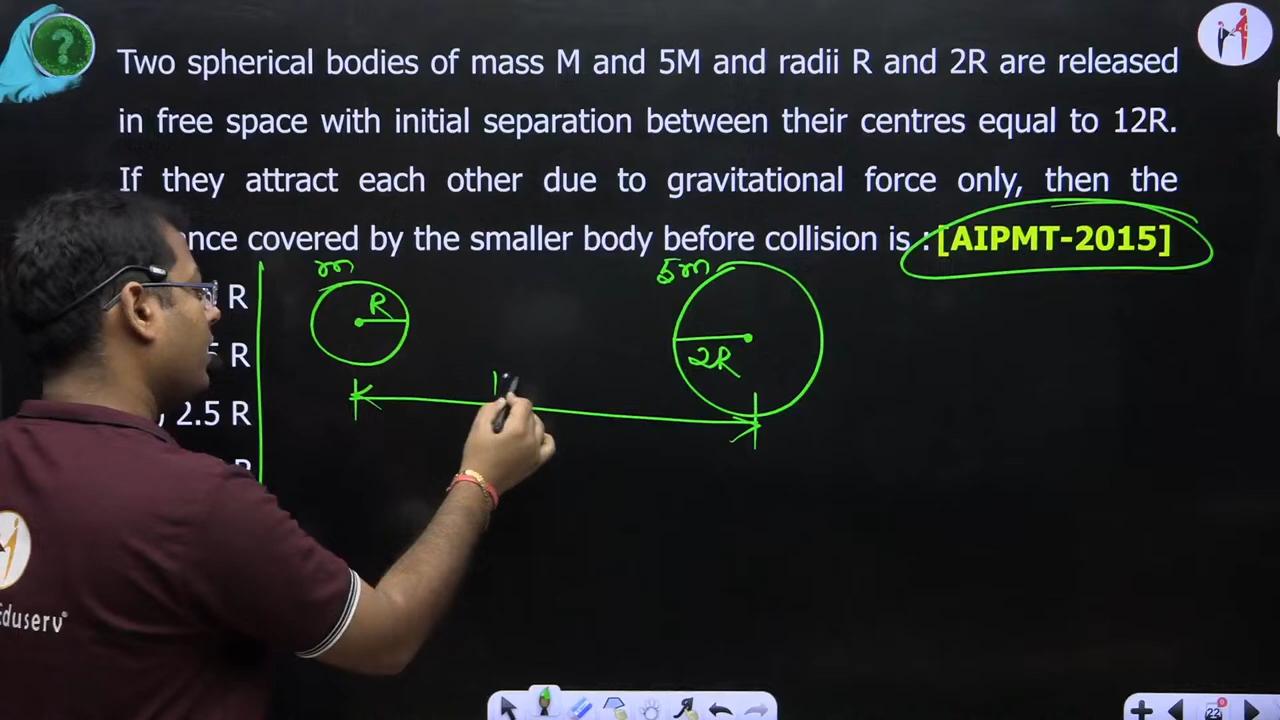 Two spherical bodies of mass M and 5M and radii R and 2R are released
in free space with initial separation between their centres equal to 12R.
If they attract each other due to gravitational force only, then the
covered by the smaller body before collision is : [AIPMT-2015]
m
5m
R
R
2R
R
2.5 R
Eduserv®
22